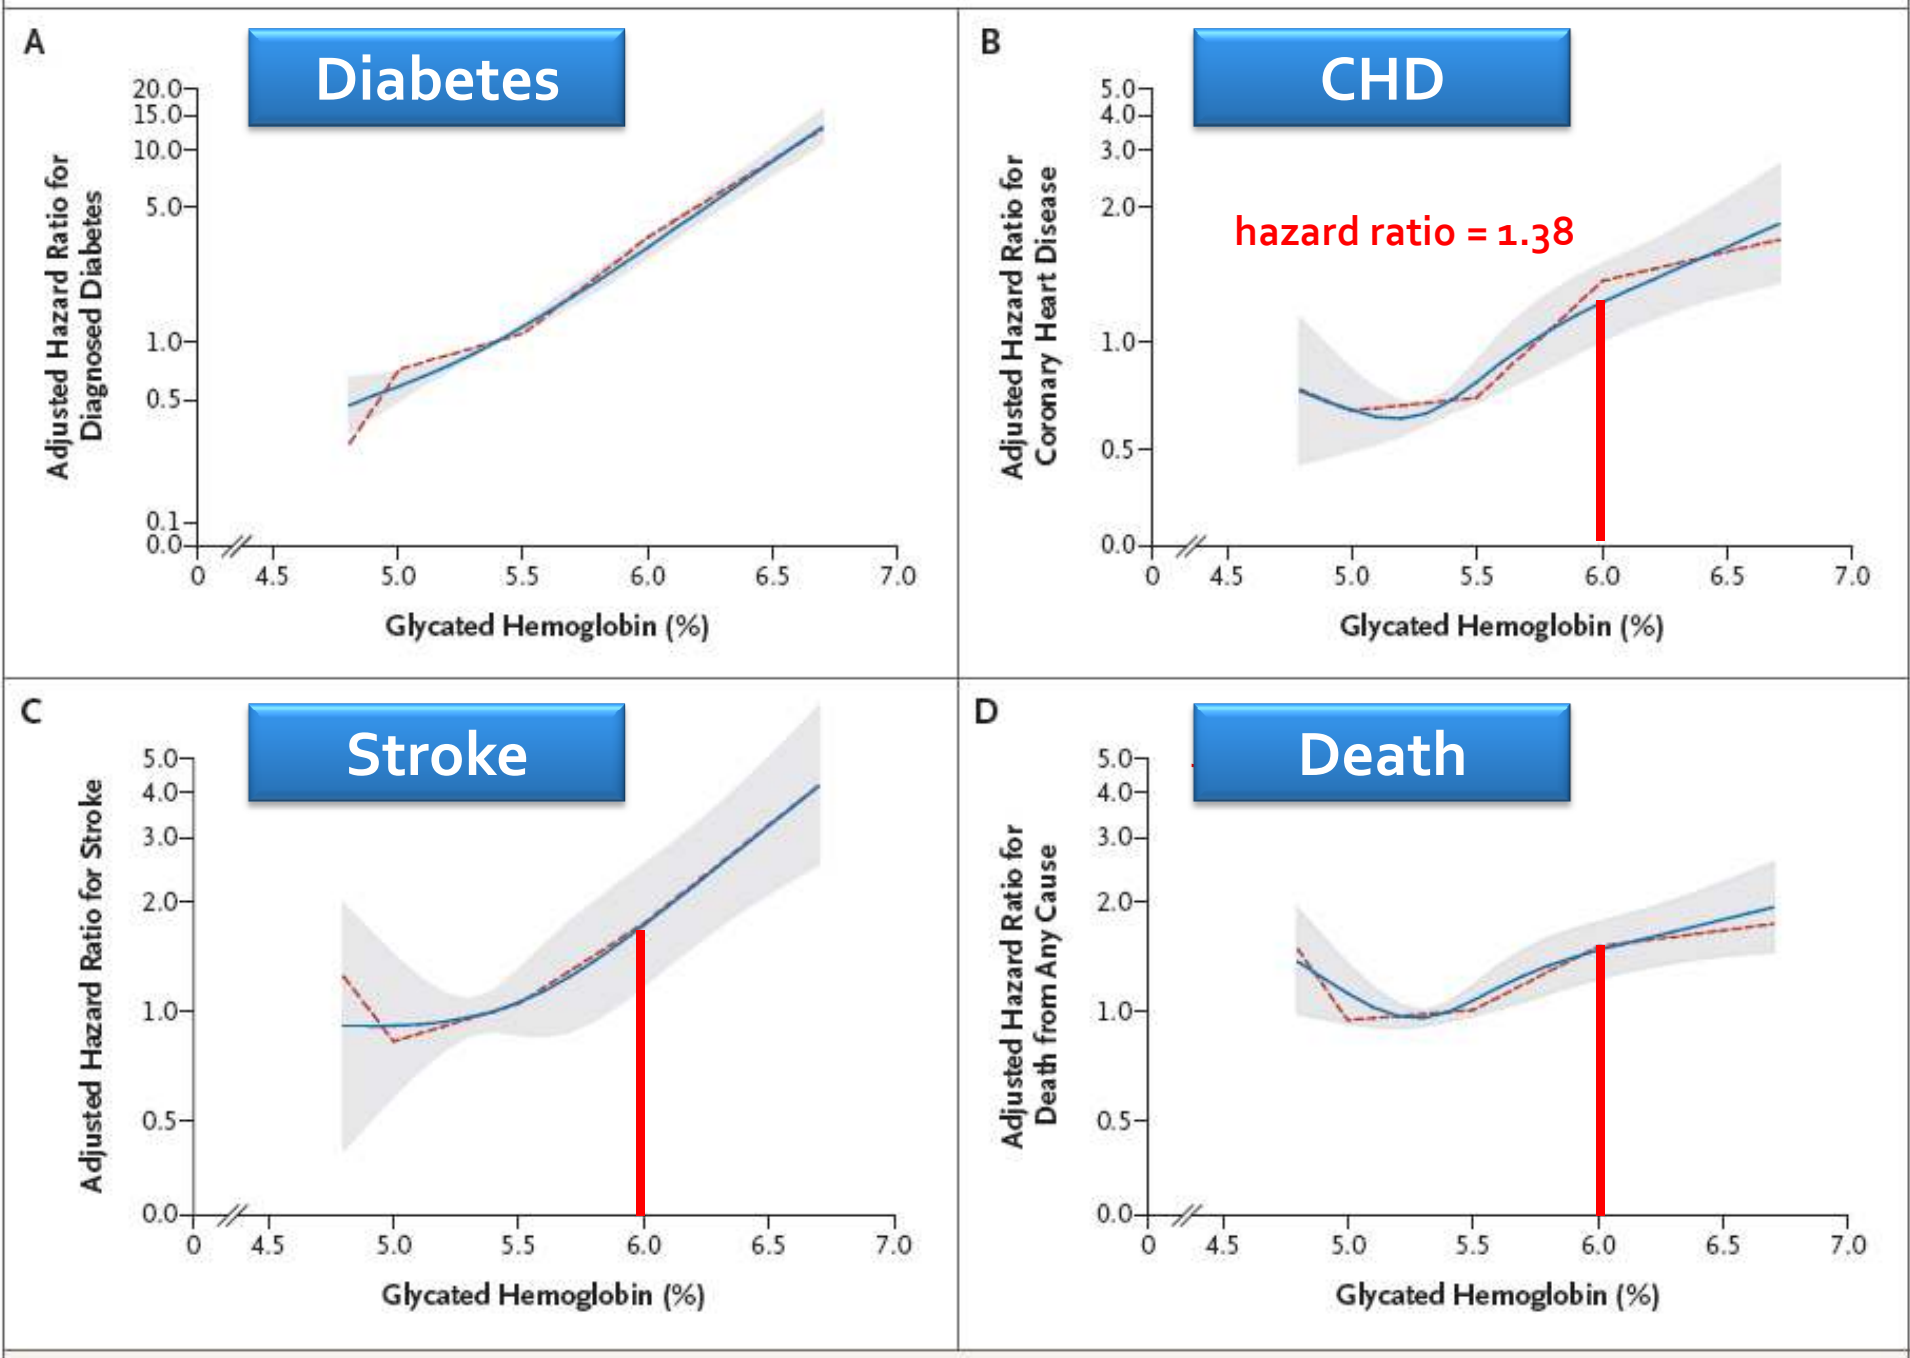 A
Diabetes
Adjusted Hazard Ratio for
Diagnosed Diabetes
20.0
15.0
10.0
5.0
1.0
0.5
0.1
0.0
0 4.5 5.0 5.5 6.0 6.5 7.0
Glycated Hemoglobin (%)
B
CHD
Adjusted Hazard Ratio for
Coronary Heart Disease
5.0
4.0
3.0
2.0
1.0
0.5
0.0
hazard ratio = 1.38
0 4.5 5.0 5.5 6.0 6.5 7.0
Glycated Hemoglobin (%)
C
Stroke
Adjusted Hazard Ratio for Stroke
5.0
4.0
3.0
2.0
1.0
0.5
0.0
0 4.5 5.0 5.5 6.0 6.5 7.0
Glycated Hemoglobin (%)
D
Death
Adjusted Hazard Ratio for
Death from Any Cause
5.0
4.0
3.0
2.0
1.0
0.5
0.0
0 4.5 5.0 5.5 6.0 6.5 7.0
Glycated Hemoglobin (%)